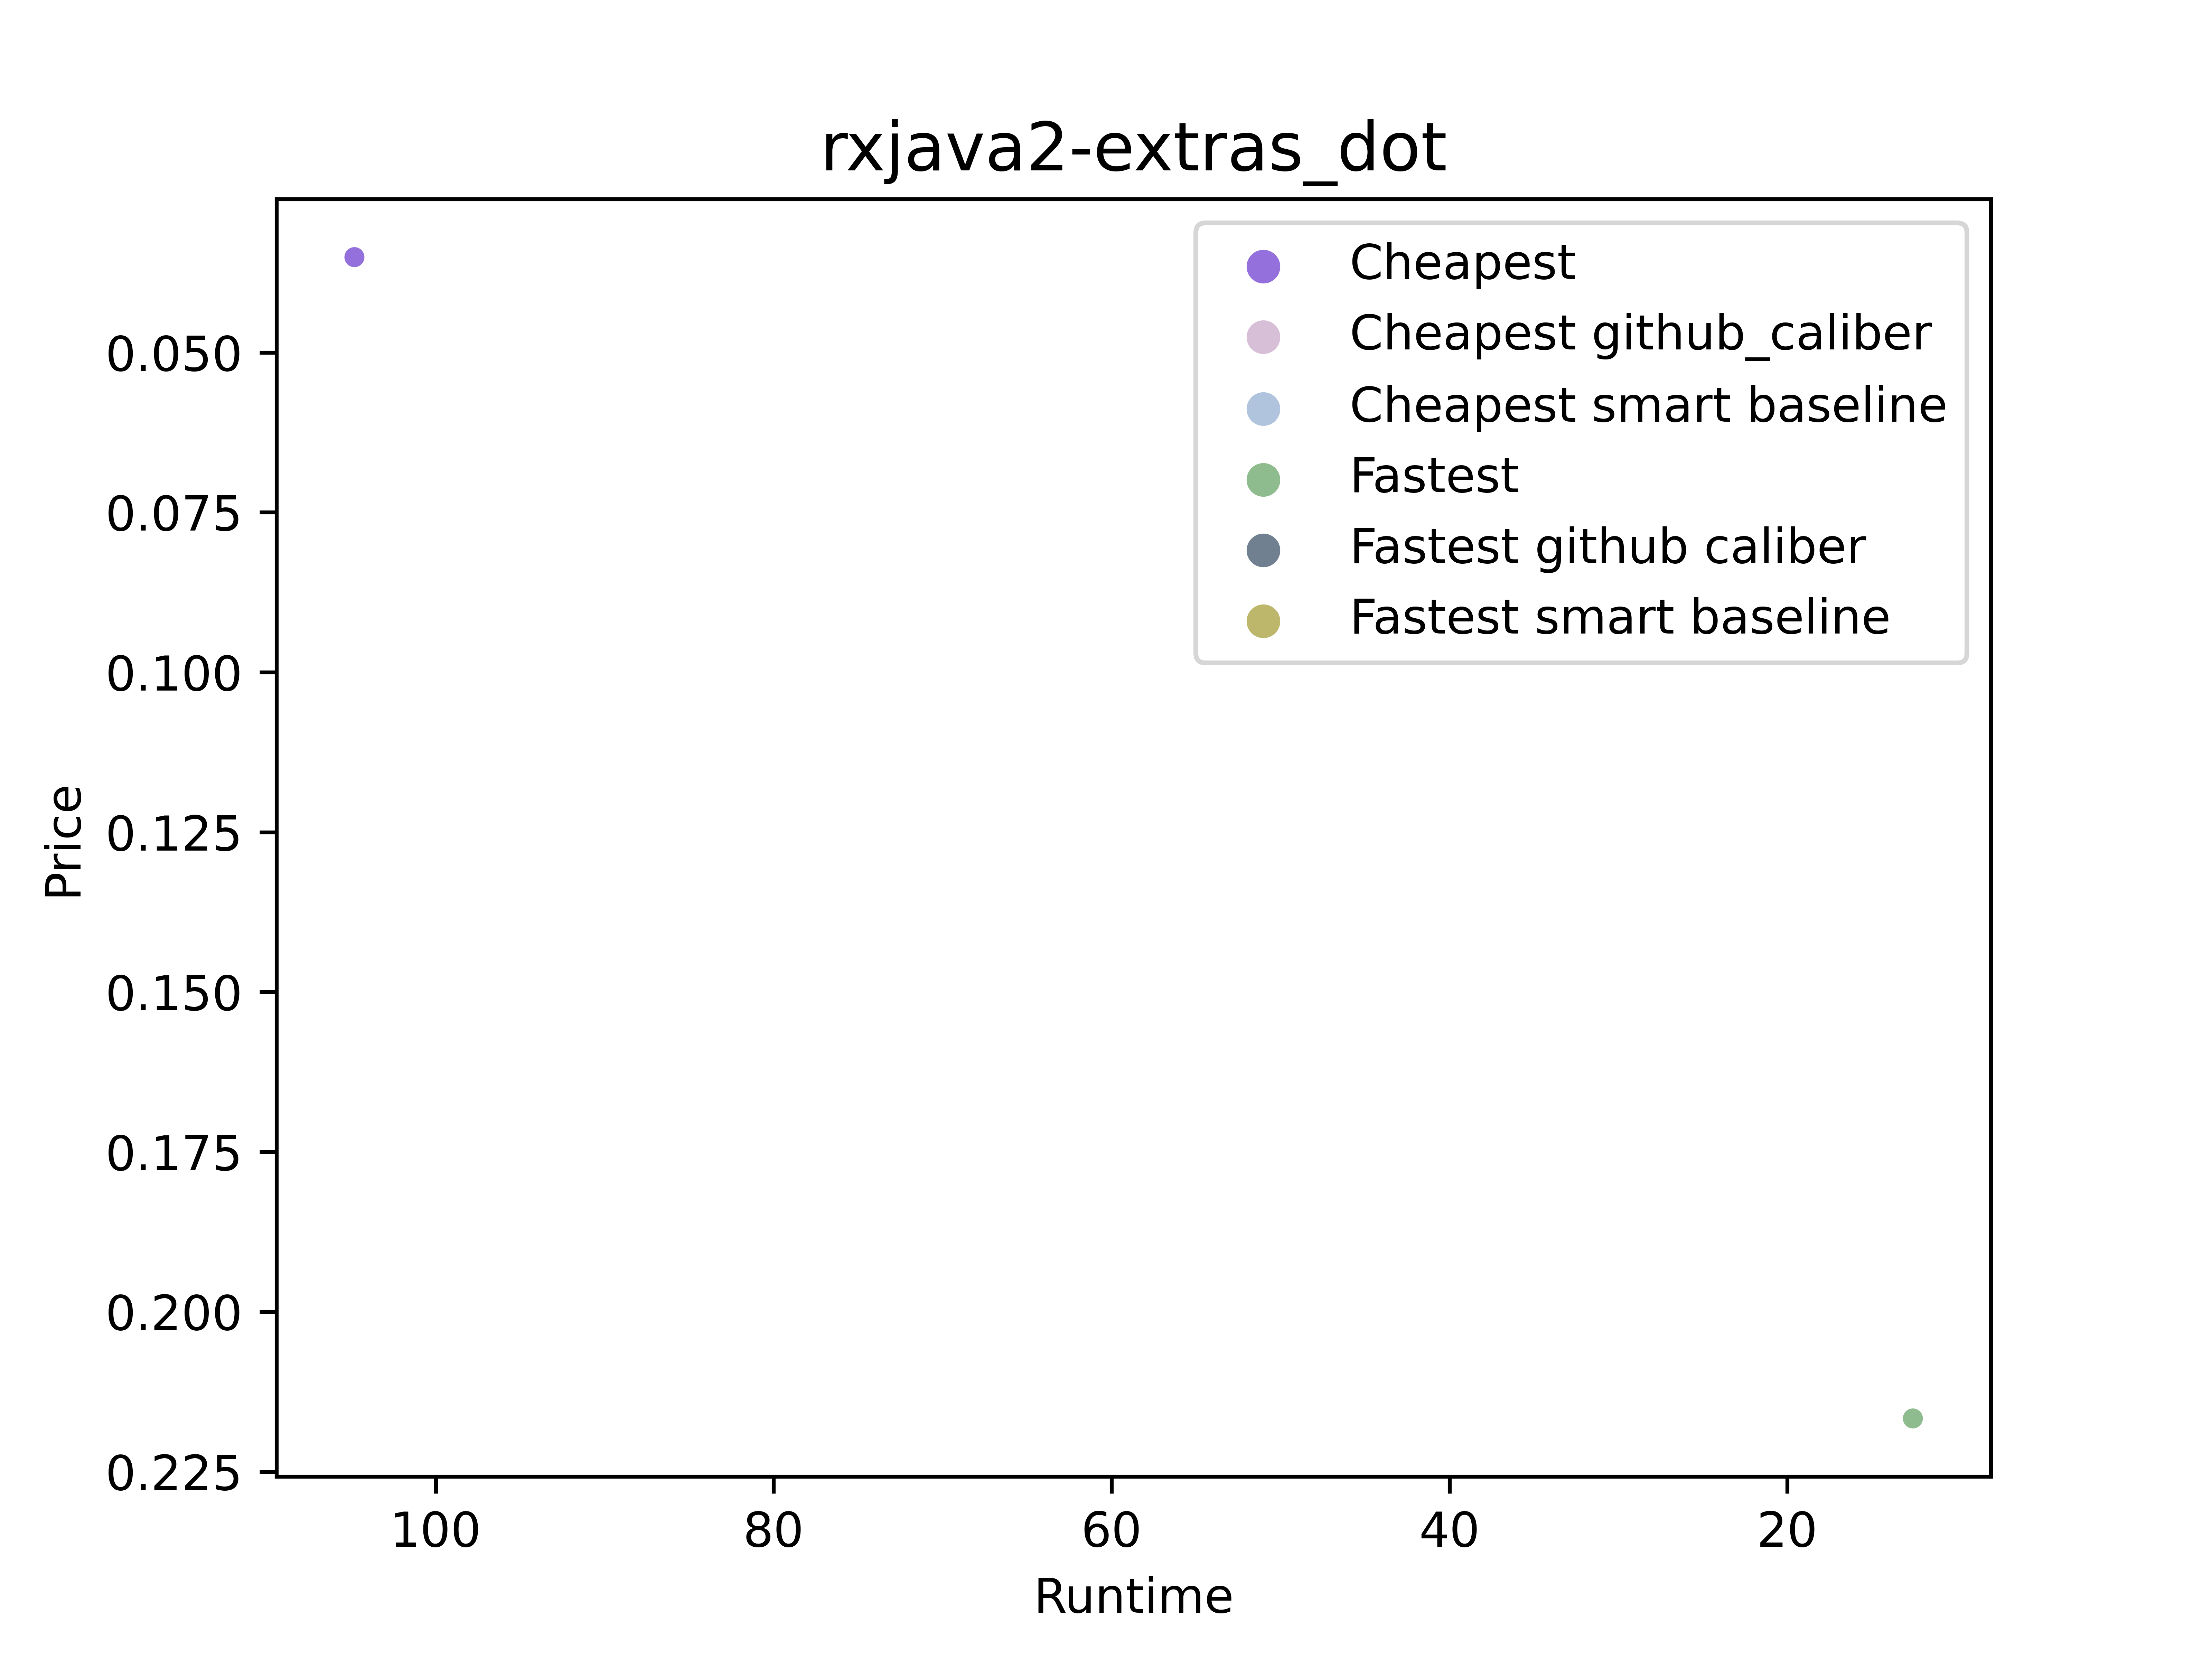 rxjava2-extras_dot
Cheapest
Cheapest github_caliber
Cheapest smart baseline
Fastest
Fastest github caliber
Fastest smart baseline
Price
0.050
0.075
0.100
0.125
0.150
0.175
0.200
0.225
100 80 60 40 20
Runtime